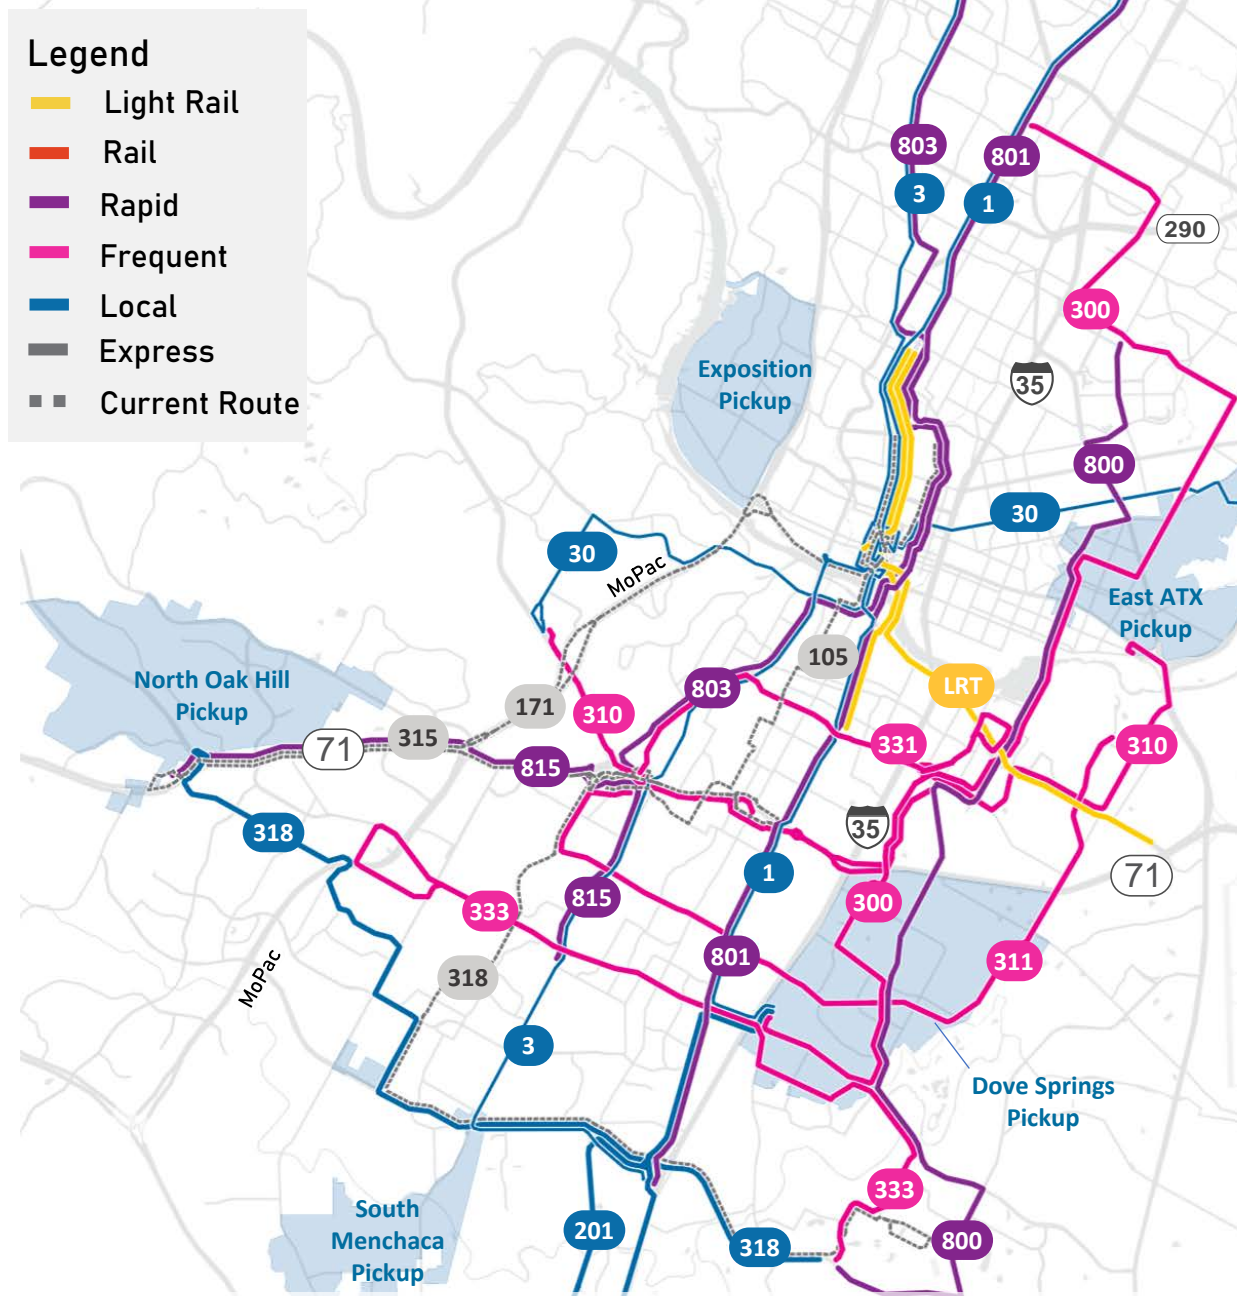 Legend
Light Rail
Rail
Rapid
Frequent
Local
Express
Current Route
803
801
3
1
290
300
35
Exposition
Pickup
800
30
30
MoPac
East ATX
Pickup
105
North Oak Hill
Pickup
803
LRT
171
310
315
71
331
310
815
318
35
1
71
815
300
333
801
311
318
MoPac
3
Dove Springs
Pickup
333
South
Menchaca
Pickup
201
318
800